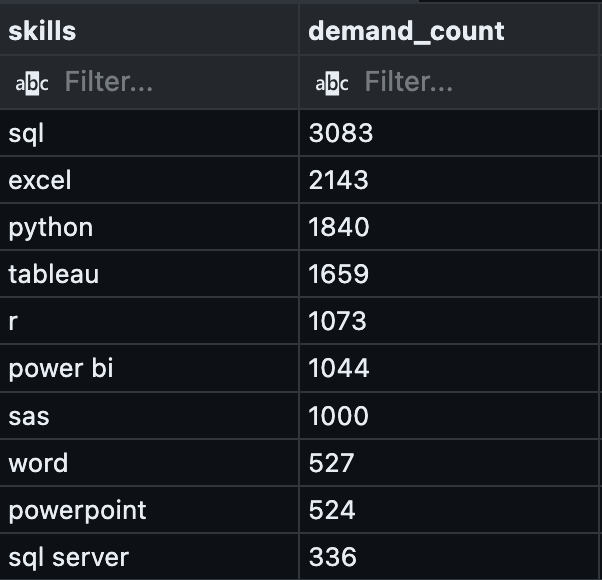 skills demand_count
abc Filter... abc Filter...
sql 3083
excel 2143
python 1840
tableau 1659
r 1073
power bi 1044
sas 1000
word 527
powerpoint 524
sql server 336